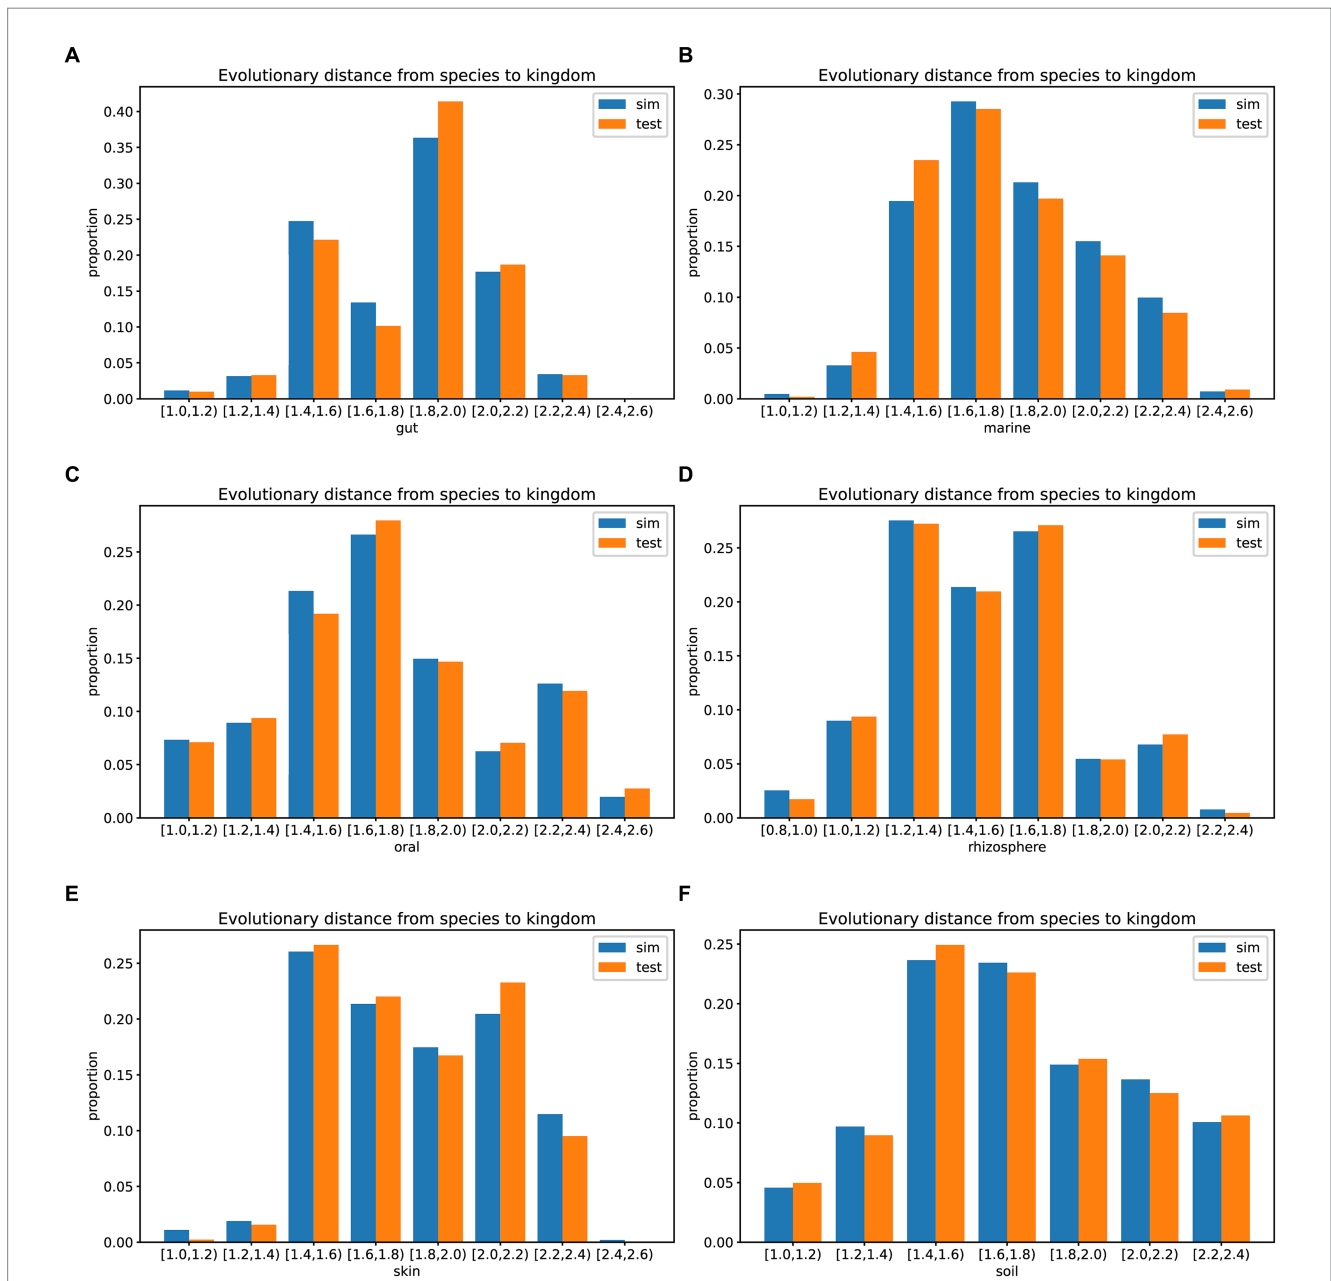 A
Evolutionary distance from species to kingdom
sim
test
proportion
0.40
0.35
0.30
0.25
0.20
0.15
0.10
0.05
0.00
[1.0,1.2) [1.2,1.4) [1.4,1.6) [1.6,1.8) [1.8,2.0) [2.0,2.2) [2.2,2.4) [2.4,2.6)
gut
B
Evolutionary distance from species to kingdom
sim
test
proportion
0.30
0.25
0.20
0.15
0.10
0.05
0.00
[1.0,1.2) [1.2,1.4) [1.4,1.6) [1.6,1.8) [1.8,2.0) [2.0,2.2) [2.2,2.4) [2.4,2.6)
marine
C
Evolutionary distance from species to kingdom
sim
test
proportion
0.25
0.20
0.15
0.10
0.05
0.00
[1.0,1.2) [1.2,1.4) [1.4,1.6) [1.6,1.8) [1.8,2.0) [2.0,2.2) [2.2,2.4) [2.4,2.6)
oral
D
Evolutionary distance from species to kingdom
sim
test
proportion
0.25
0.20
0.15
0.10
0.05
0.00
[0.8,1.0) [1.0,1.2) [1.2,1.4) [1.4,1.6) [1.6,1.8) [1.8,2.0) [2.0,2.2) [2.2,2.4)
rhizosphere
E
Evolutionary distance from species to kingdom
sim
test
proportion
0.25
0.20
0.15
0.10
0.05
0.00
[1.0,1.2) [1.2,1.4) [1.4,1.6) [1.6,1.8) [1.8,2.0) [2.0,2.2) [2.2,2.4) [2.4,2.6)
skin
F
Evolutionary distance from species to kingdom
sim
test
proportion
0.25
0.20
0.15
0.10
0.05
0.00
[1.0,1.2) [1.2,1.4) [1.4,1.6) [1.6,1.8) [1.8,2.0) [2.0,2.2) [2.2,2.4)
soil